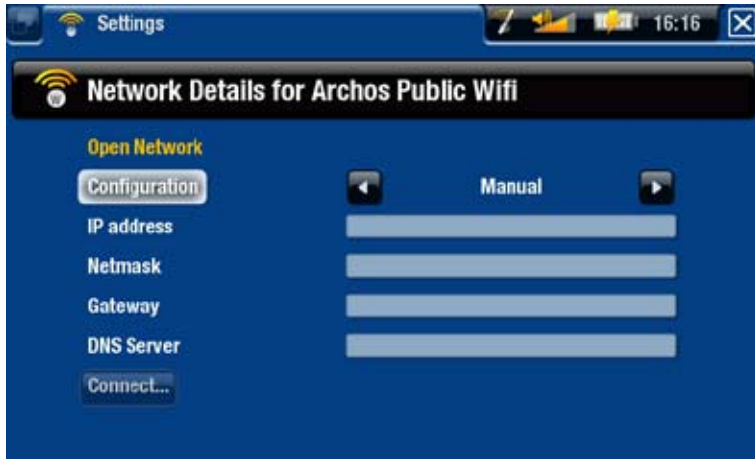 Settings
16:16
Network Details for Archos Public Wifi
Open Network
Configuration
Manual
IP address
Netmask
Gateway
DNS Server
Connect...